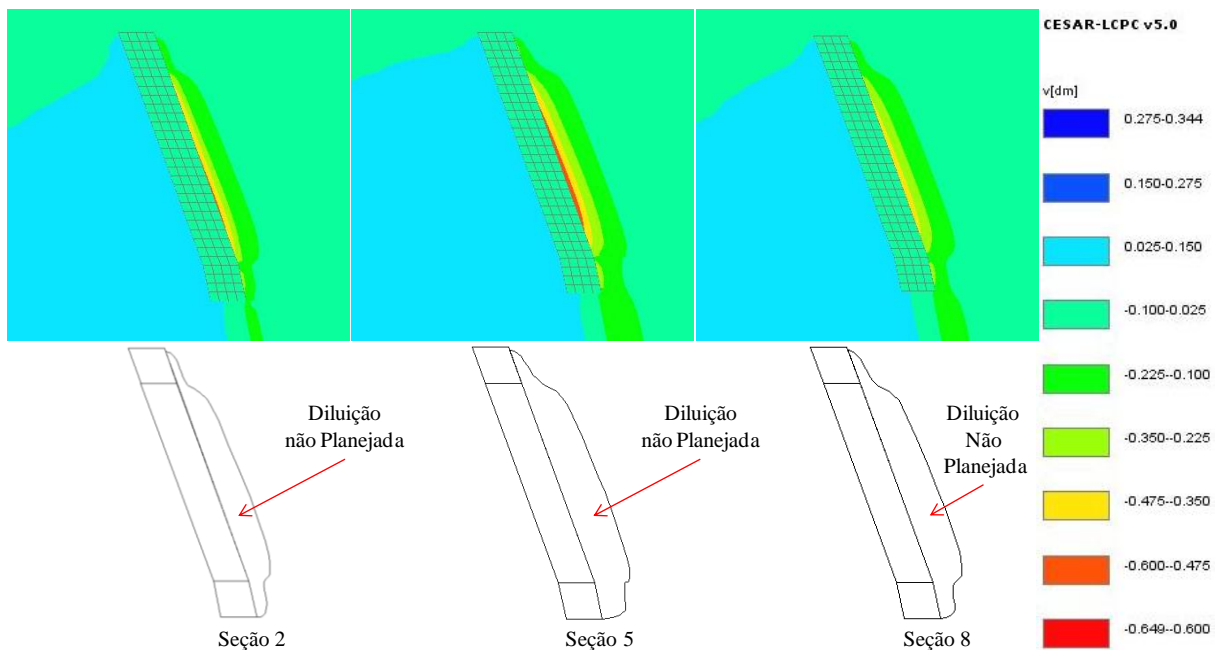 CESAR-LCPC v5.0
v[dm]
0.275-0.344
0.150-0.275
0.025-0.150
-0.100-0.025
-0.225--0.100
-0.350--0.225
-0.475--0.350
-0.600--0.475
-0.649--0.600
Diluição
não Planejada
Seção 2
Diluição
não Planejada
Seção 5
Diluição
Não
Planejada
Seção 8